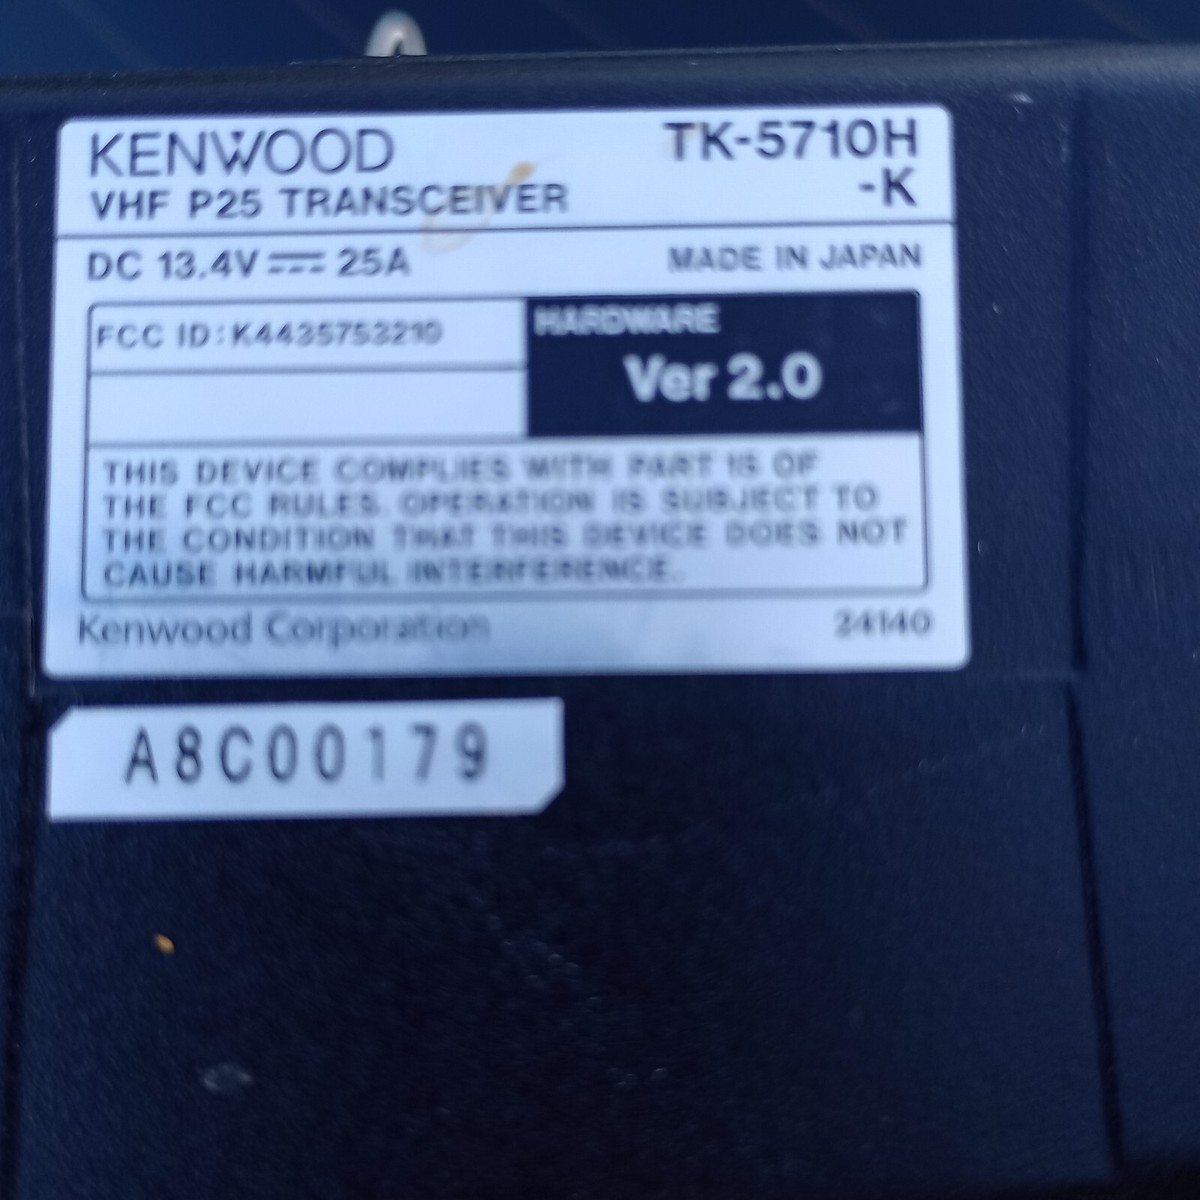 KENWOOD
TK-5710H
-K
VHF P25 TRANSCEIVER
DC 13.4V 25A
MADE IN JAPAN
FCC ID:K4435753210
HARDWARE
Ver 2.0
THIS DEVICE COMPLIES WITH PART 15 OF
THE FCC RULES. OPERATION IS SUBJECT TO
THE CONDITION THAT THIS DEVICE DOES NOT
CAUSE HARMFUL INTERFERENCE.
Kenwood Corporation
24140
A8C00179